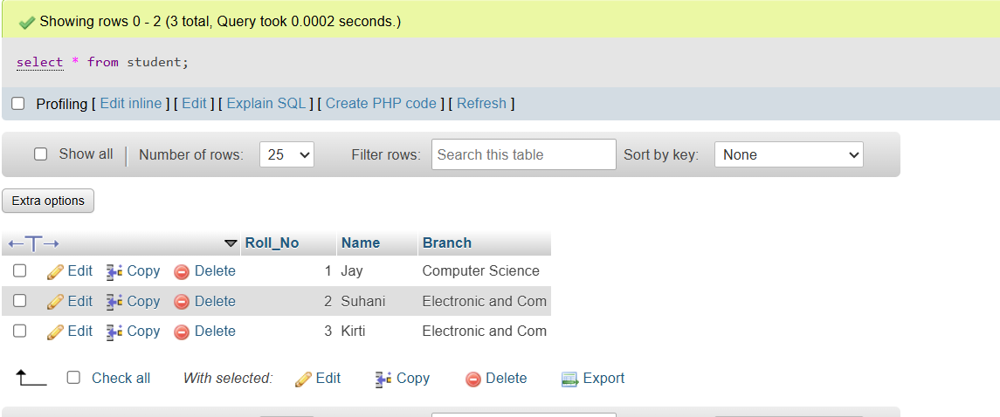 Showing rows 0 - 2 (3 total, Query took 0.0002 seconds.)
select * from student;
Profiling [ Edit inline ] [ Edit ] [ Explain SQL ] [ Create PHP code ] [ Refresh ]
Show all | Number of rows: 25 Filter rows: Search this table Sort by key: None
Extra options
←T→ Roll_No Name Branch
Edit Copy Delete 1 Jay Computer Science
Edit Copy Delete 2 Suhani Electronic and Com
Edit Copy Delete 3 Kirti Electronic and Com
Check all With selected: Edit Copy Delete Export